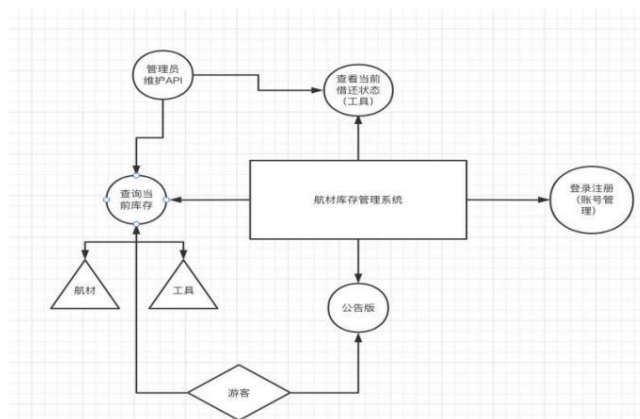 管理员
维护API
查看当前
借还状态
（工具）
查询当
前库存
航材库存管理系统
登录注册
（账号管
理）
航材
工具
公告版
游客